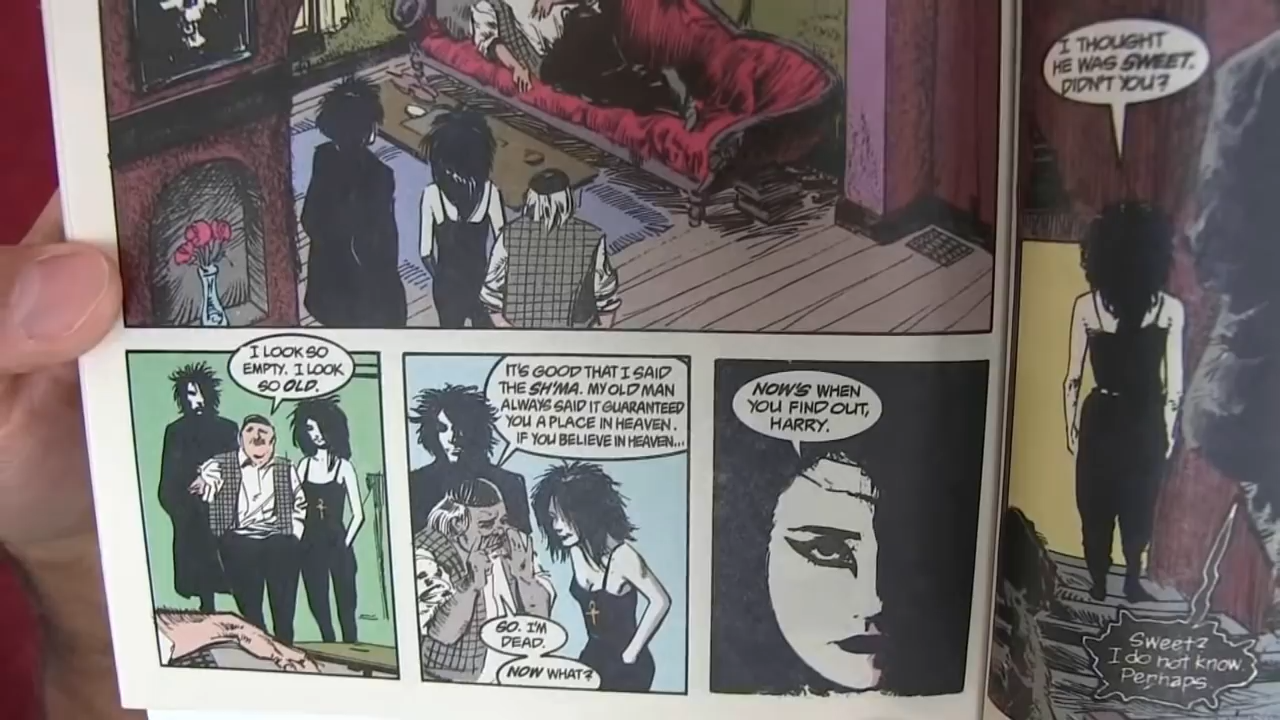 I LOOK SO
EMPTY. I LOOK
SO OLD.
IT'S GOOD THAT I SAID
THE SH'MA. MY OLD MAN
ALWAYS SAID IT GUARANTEED
YOU A PLACE IN HEAVEN.
IF YOU BELIEVE IN HEAVEN...
SO. I'M
DEAD.
NOW WHAT?
NOW'S WHEN
YOU FIND OUT,
HARRY.
I THOUGHT
HE WAS SWEET.
DIDN'T YOU?
Sweet?
I do not know.
Perhaps.